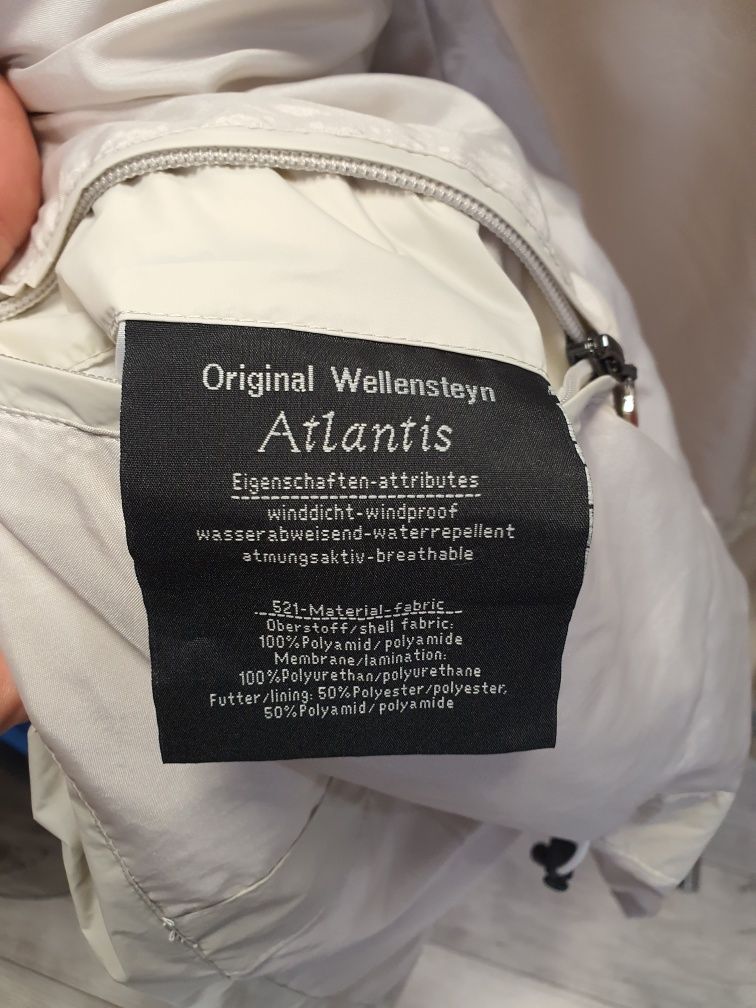 Original Wellensteyn
Atlantis
Eigenschaften-attributes
winddicht-windproof
wasserabweisend-waterrepellent
atmungsaktiv-breathable
521-Material-fabric
Oberstoff/shell fabric:
100%Polyamid/polyamide
Membrane/lamination:
100%Polyurethan/polyurethane
Futter/lining: 50%Polyester/polyester,
50%Polyamid/polyamide